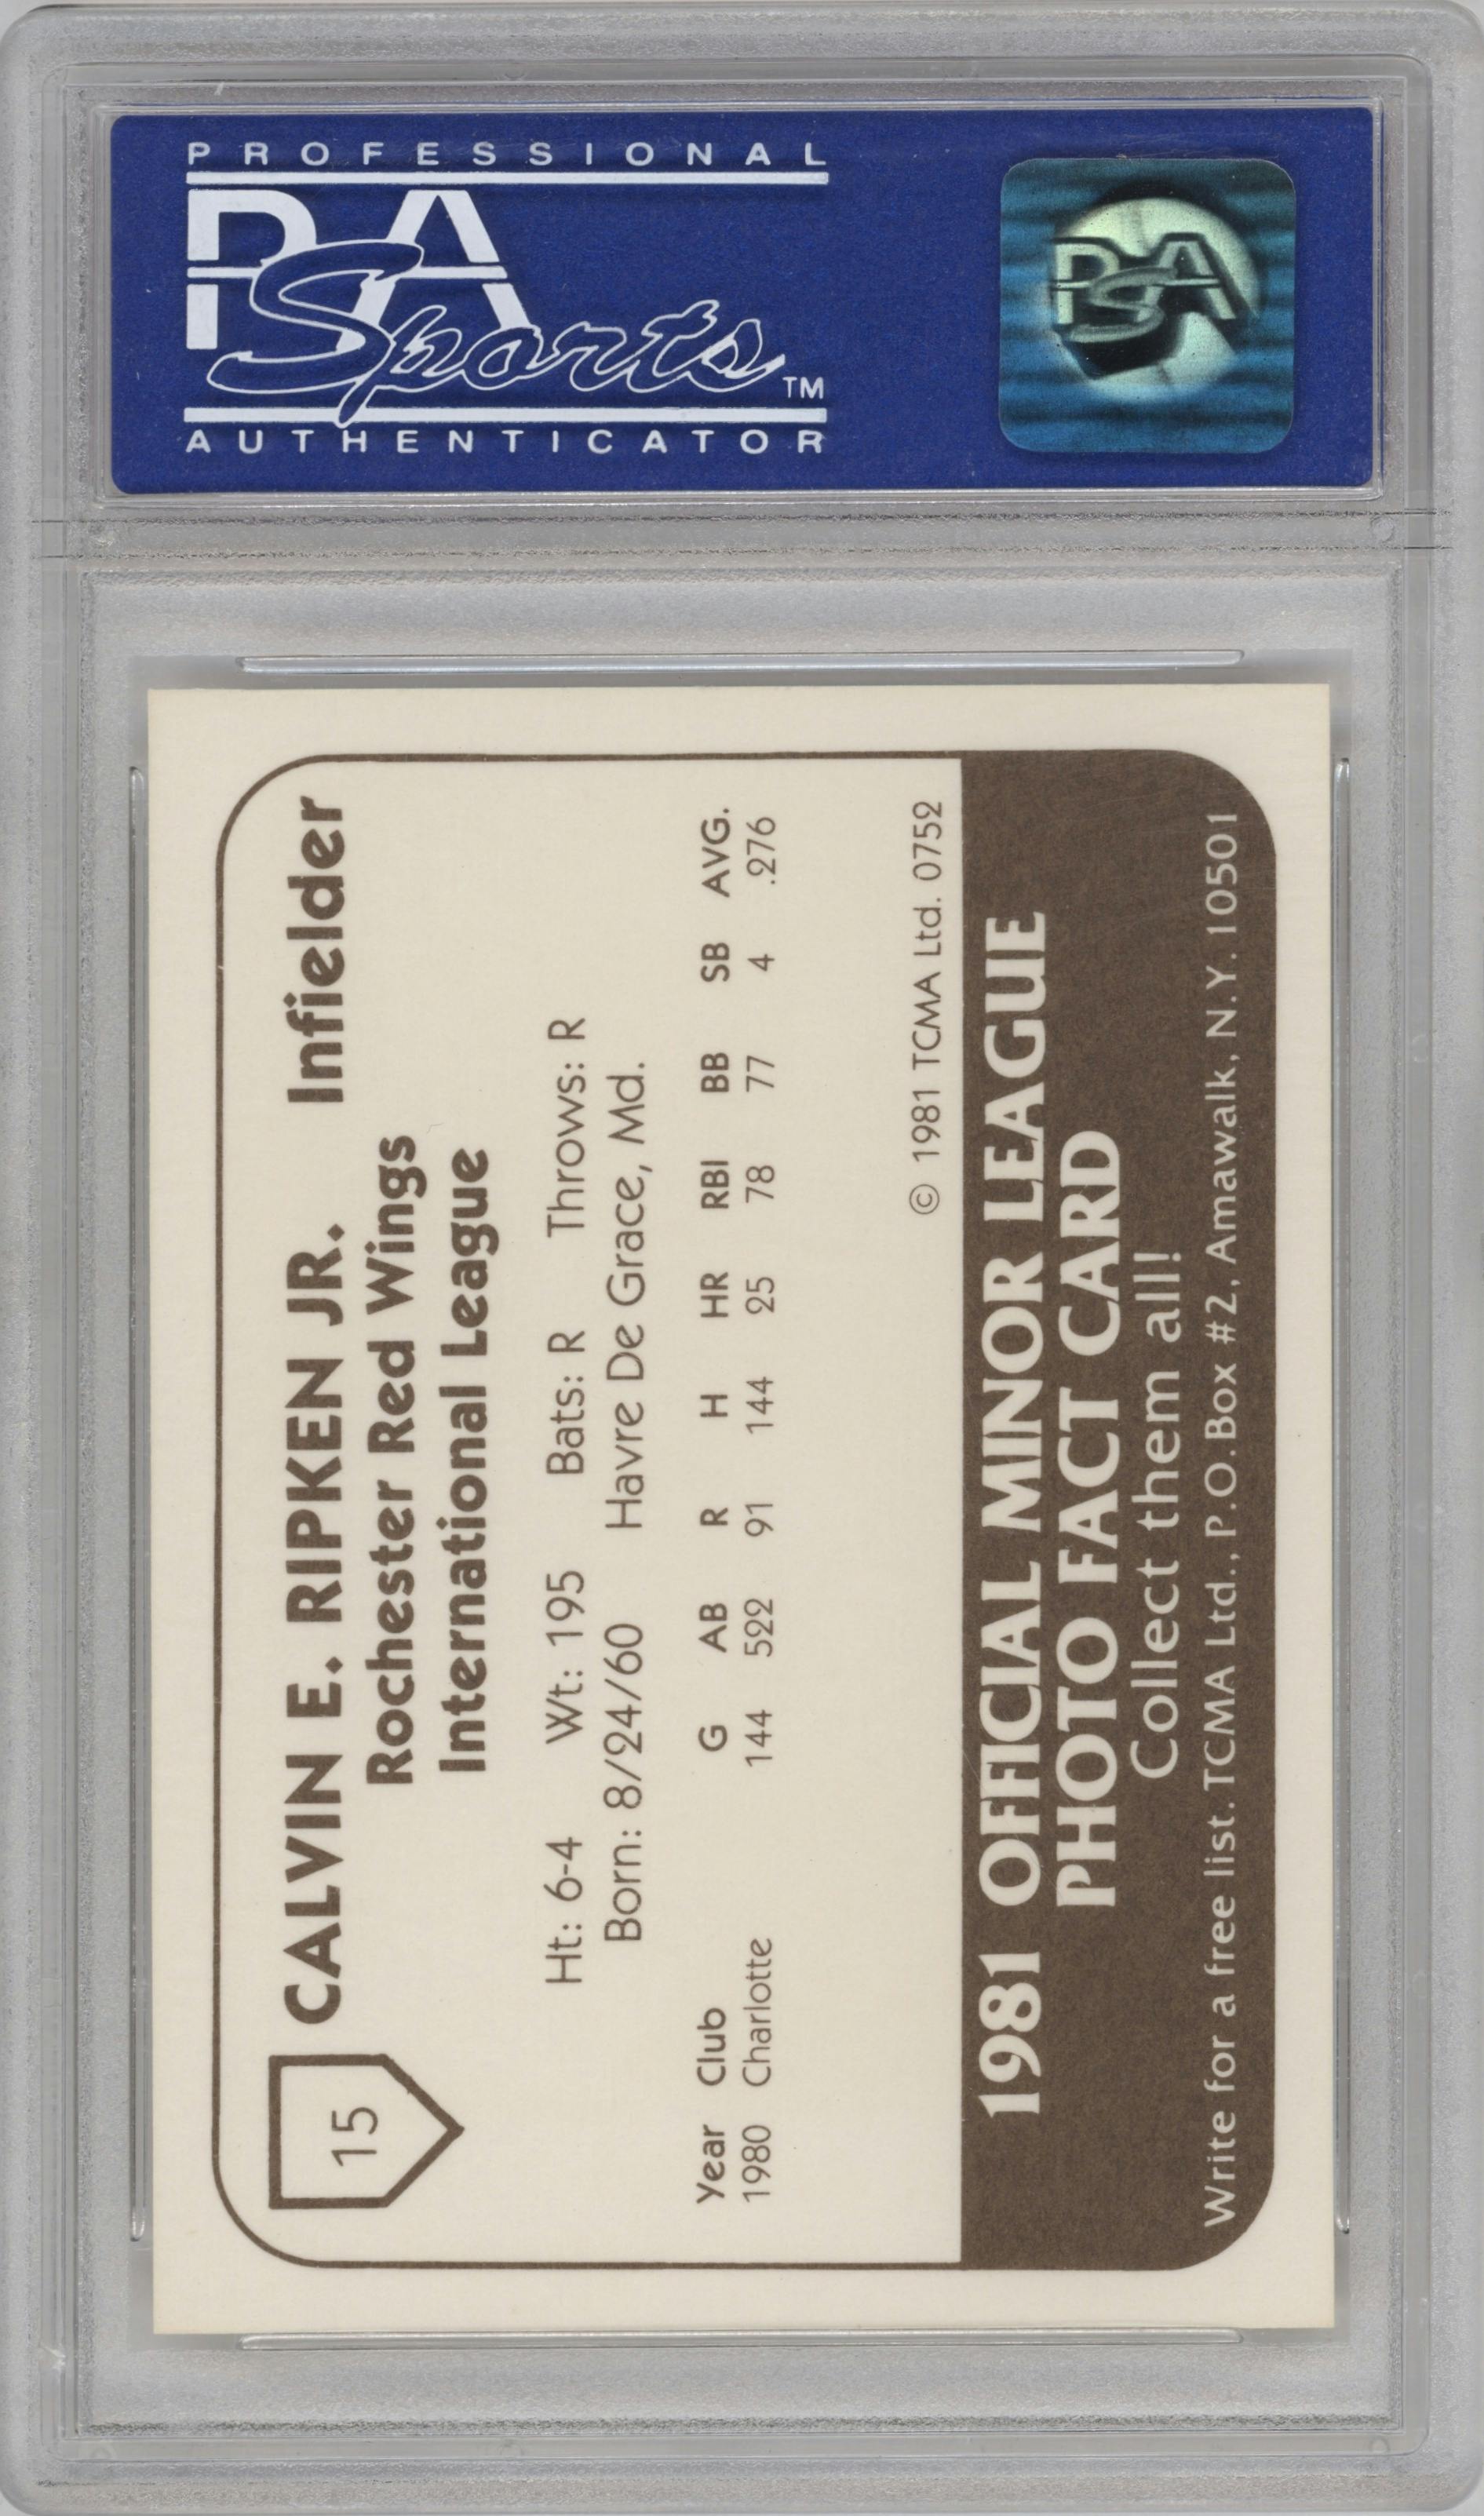 PROFESSIONAL
PSA
Sports™
AUTHENTICATOR
PSA
15 CALVIN E. RIPKEN JR. Infielder
Rochester Red Wings
International League
Ht: 6-4 Wt: 195 Bats: R Throws: R
Born: 8/24/60 Havre De Grace, Md.
Year Club G AB R H HR RBI BB SB AVG.
1980 Charlotte 144 522 91 144 25 78 77 4 .276
© 1981 TCMA Ltd. 0752
1981 OFFICIAL MINOR LEAGUE
PHOTO FACT CARD
Collect them all!
Write for a free list. TCMA Ltd., P.O. Box #2, Amawalk, N.Y. 10501